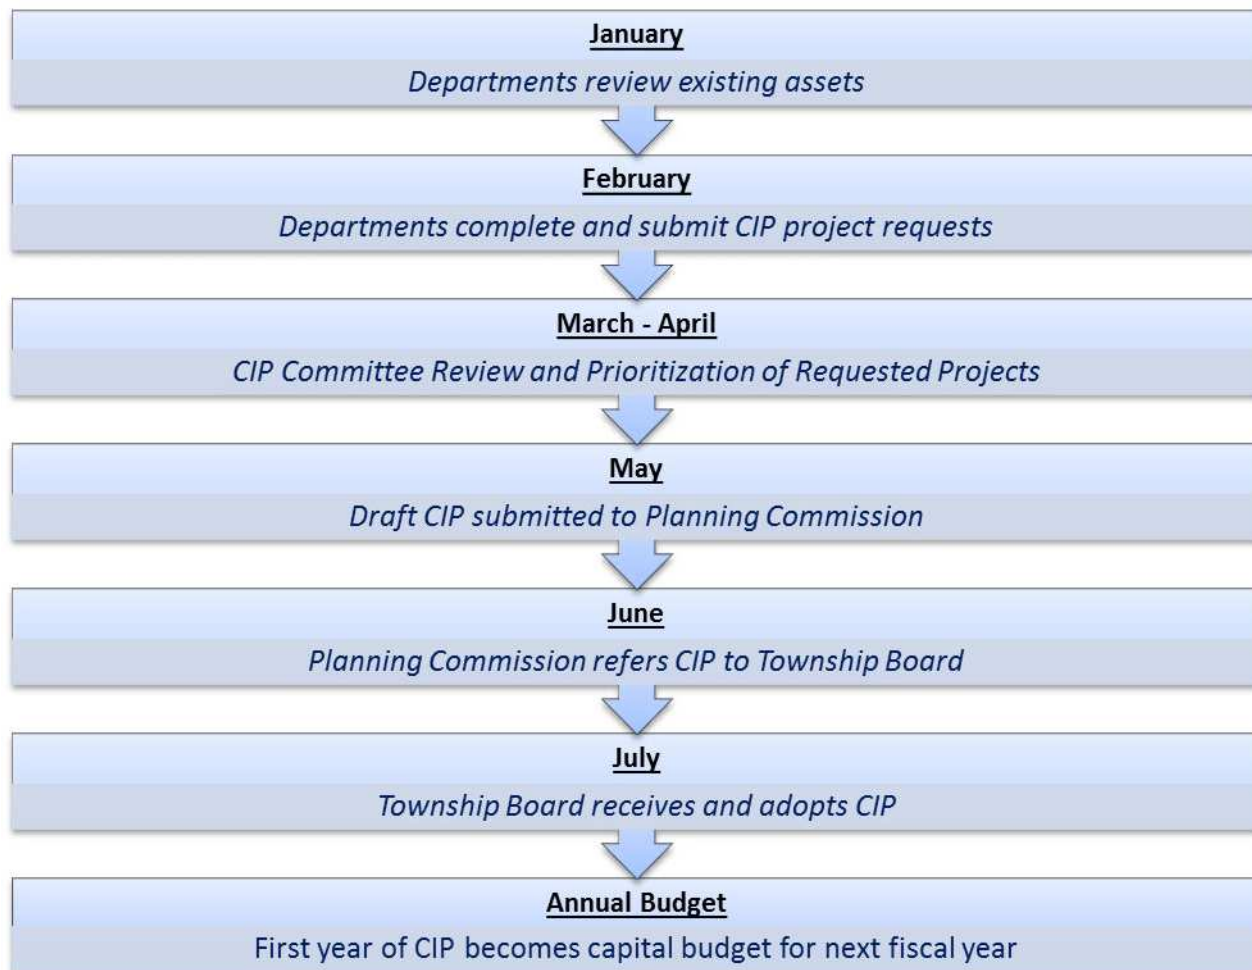 January
Departments review existing assets
February
Departments complete and submit CIP project requests
March - April
CIP Committee Review and Prioritization of Requested Projects
May
Draft CIP submitted to Planning Commission
June
Planning Commission refers CIP to Township Board
July
Township Board receives and adopts CIP
Annual Budget
First year of CIP becomes capital budget for next fiscal year